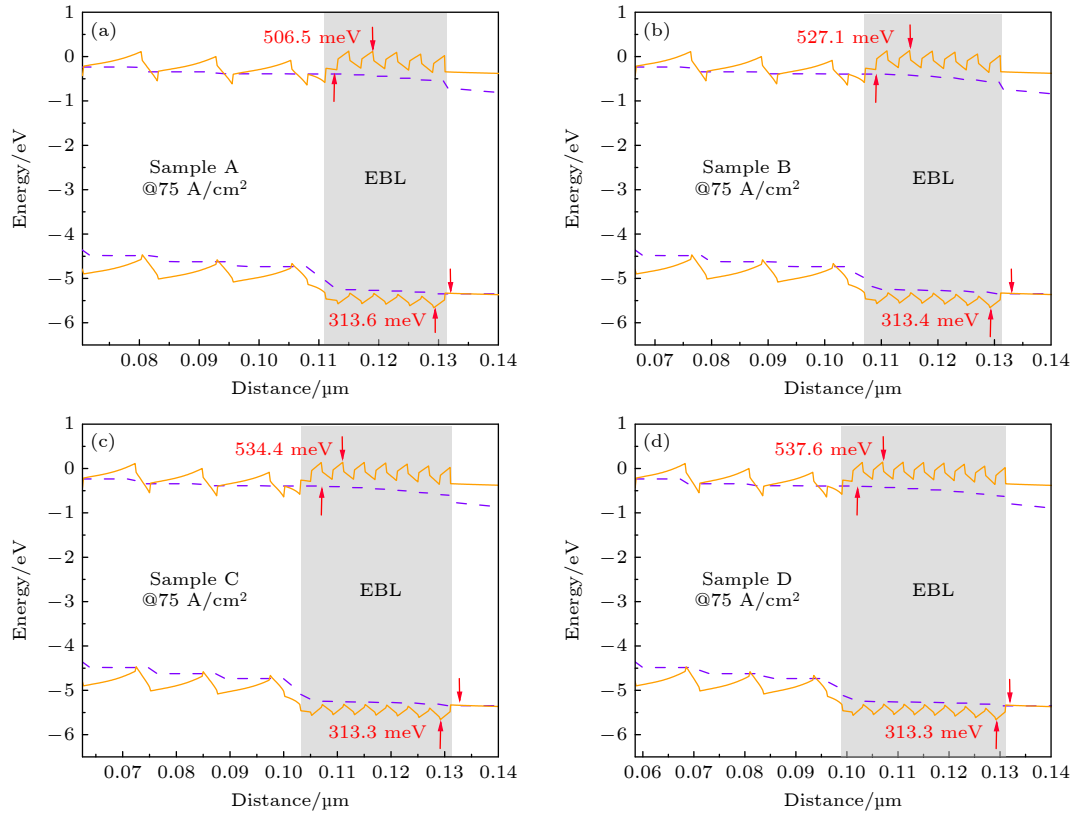 (a)
506.5 meV
Sample A
@75 A/cm²
EBL
313.6 meV
Energy/eV
1
0
−1
−2
−3
−4
−5
−6
0.08
0.09
0.10
0.11
0.12
0.13
0.14
Distance/µm
(b)
527.1 meV
Sample B
@75 A/cm²
EBL
313.4 meV
Energy/eV
1
0
−1
−2
−3
−4
−5
−6
0.07
0.08
0.09
0.10
0.11
0.12
0.13
0.14
Distance/µm
(c)
534.4 meV
Sample C
@75 A/cm²
EBL
313.3 meV
Energy/eV
1
0
−1
−2
−3
−4
−5
−6
0.07
0.08
0.09
0.10
0.11
0.12
0.13
0.14
Distance/µm
(d)
537.6 meV
Sample D
@75 A/cm²
EBL
313.3 meV
Energy/eV
1
0
−1
−2
−3
−4
−5
−6
0.06
0.07
0.08
0.09
0.10
0.11
0.12
0.13
0.14
Distance/µm